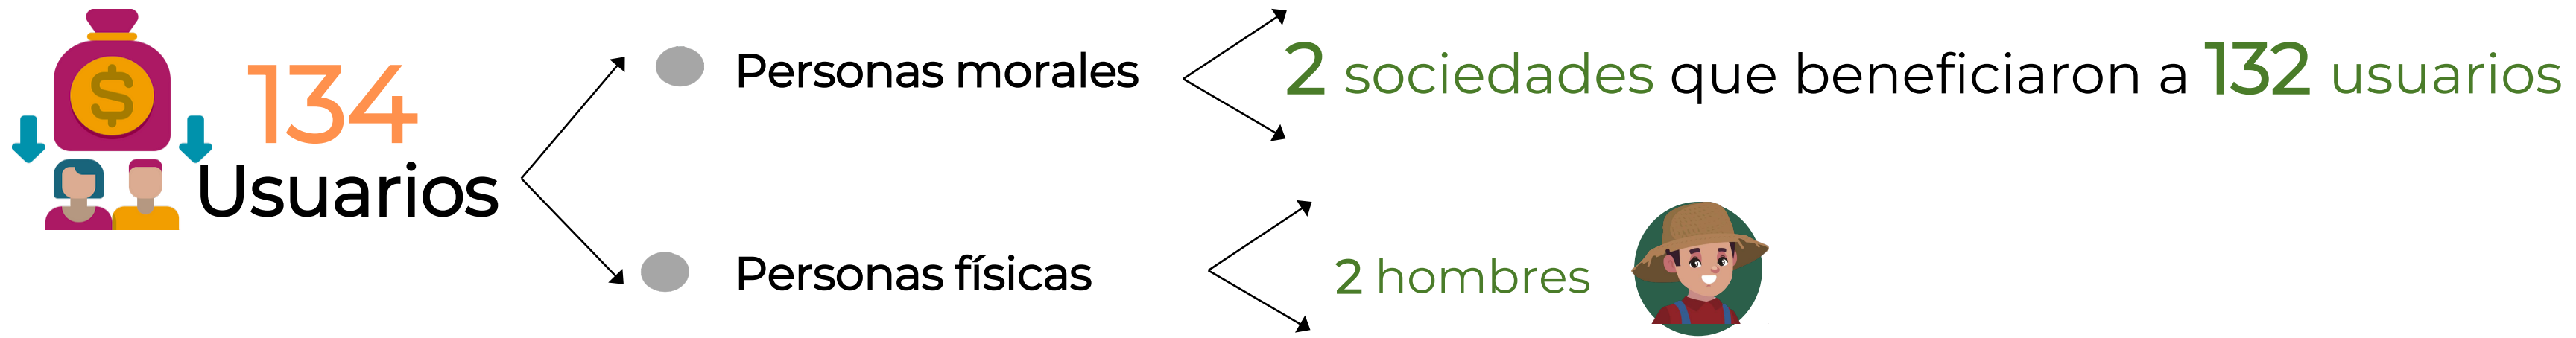 134
Usuarios
Personas morales
2 sociedades que beneficiaron a 132 usuarios
Personas físicas
2 hombres